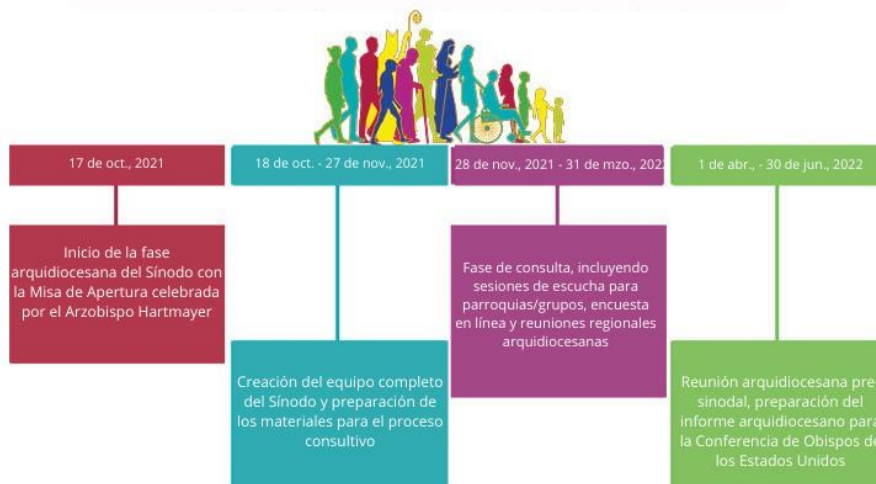 17 de oct., 2021
Inicio de la fase
arquidiocesana del Sínodo con
la Misa de Apertura celebrada
por el Arzobispo Hartmayer
18 de oct. - 27 de nov., 2021
Creación del equipo completo
del Sínodo y preparación de
los materiales para el proceso
consultivo
28 de nov., 2021 - 31 de mzo., 202
Fase de consulta, incluyendo
sesiones de escucha para
parroquias/grupos, encuesta
en línea y reuniones regionales
arquidiocesanas
1 de abr., - 30 de jun., 2022
Reunión arquidiocesana pre
sinodal, preparación del
informe arquidiocesano para
la Conferencia de Obispos de
los Estados Unidos